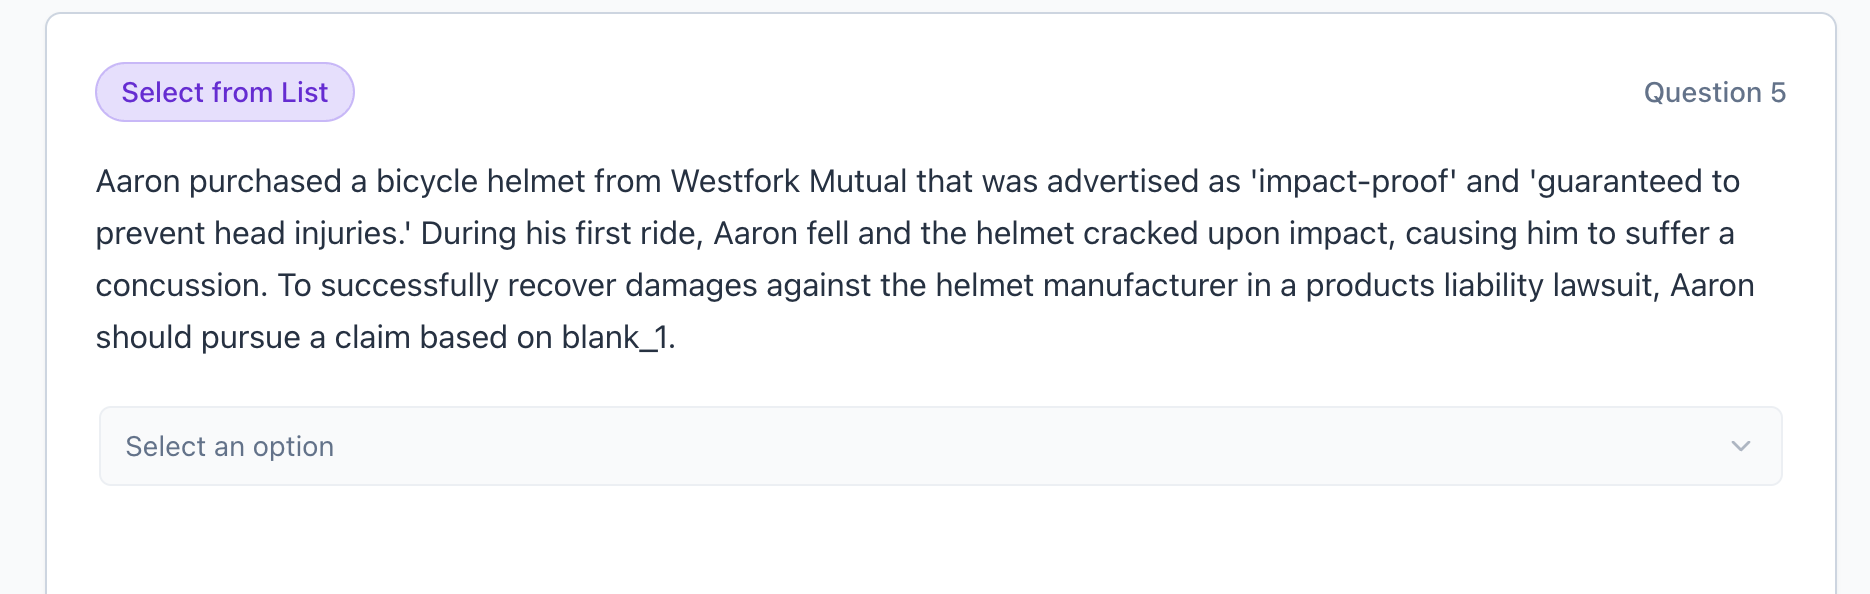 Select from List
Question 5
Aaron purchased a bicycle helmet from Westfork Mutual that was advertised as 'impact-proof' and 'guaranteed to
prevent head injuries.' During his first ride, Aaron fell and the helmet cracked upon impact, causing him to suffer a
concussion. To successfully recover damages against the helmet manufacturer in a products liability lawsuit, Aaron
should pursue a claim based on blank_1.
Select an option